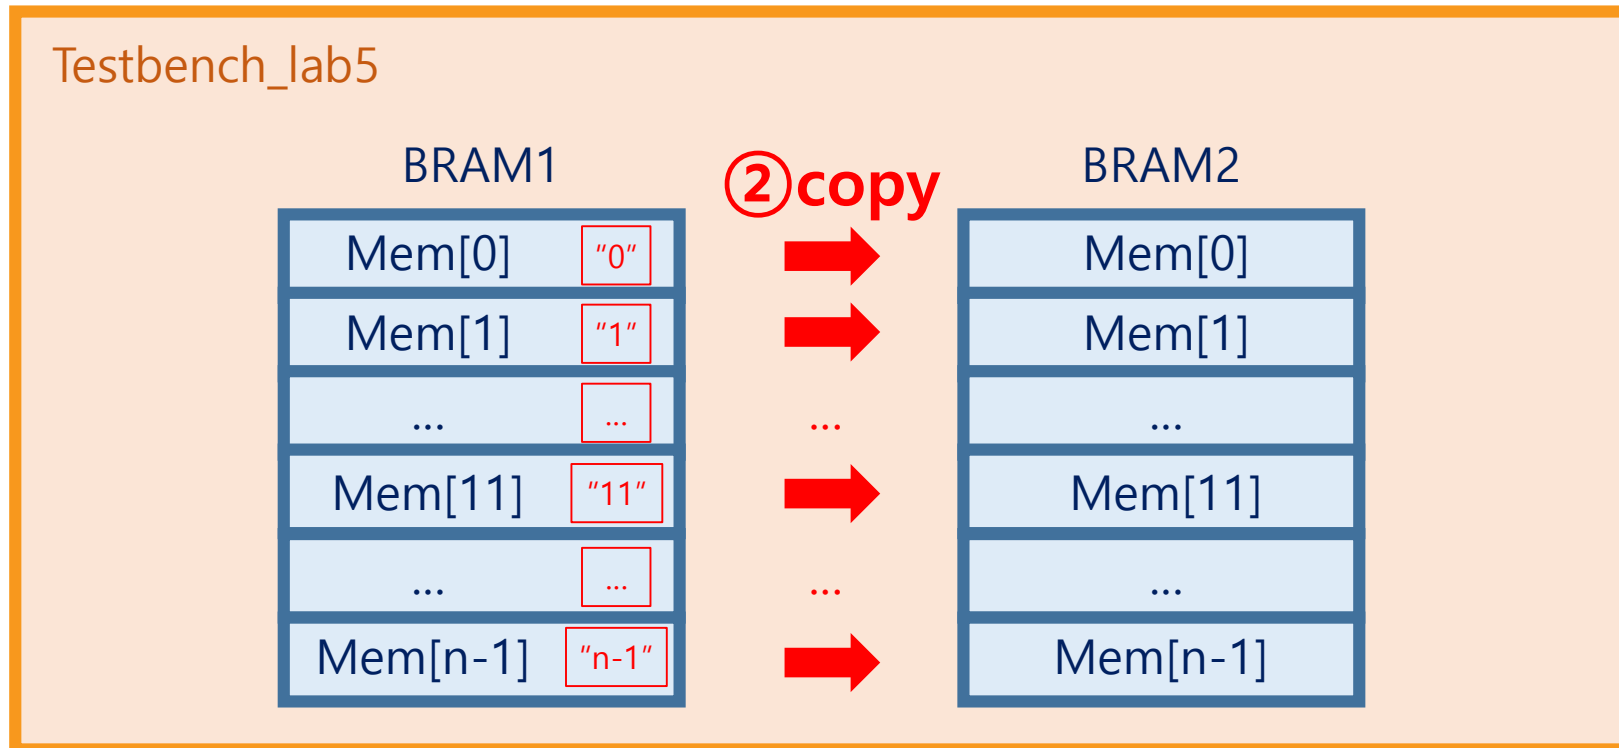 Testbench_lab5
BRAM1
②copy
BRAM2
Mem[0] "0" Mem[0]
Mem[1] "1" Mem[1]
... ... ... ...
Mem[11] "11" Mem[11]
... ... ... ...
Mem[n-1] "n-1" Mem[n-1]